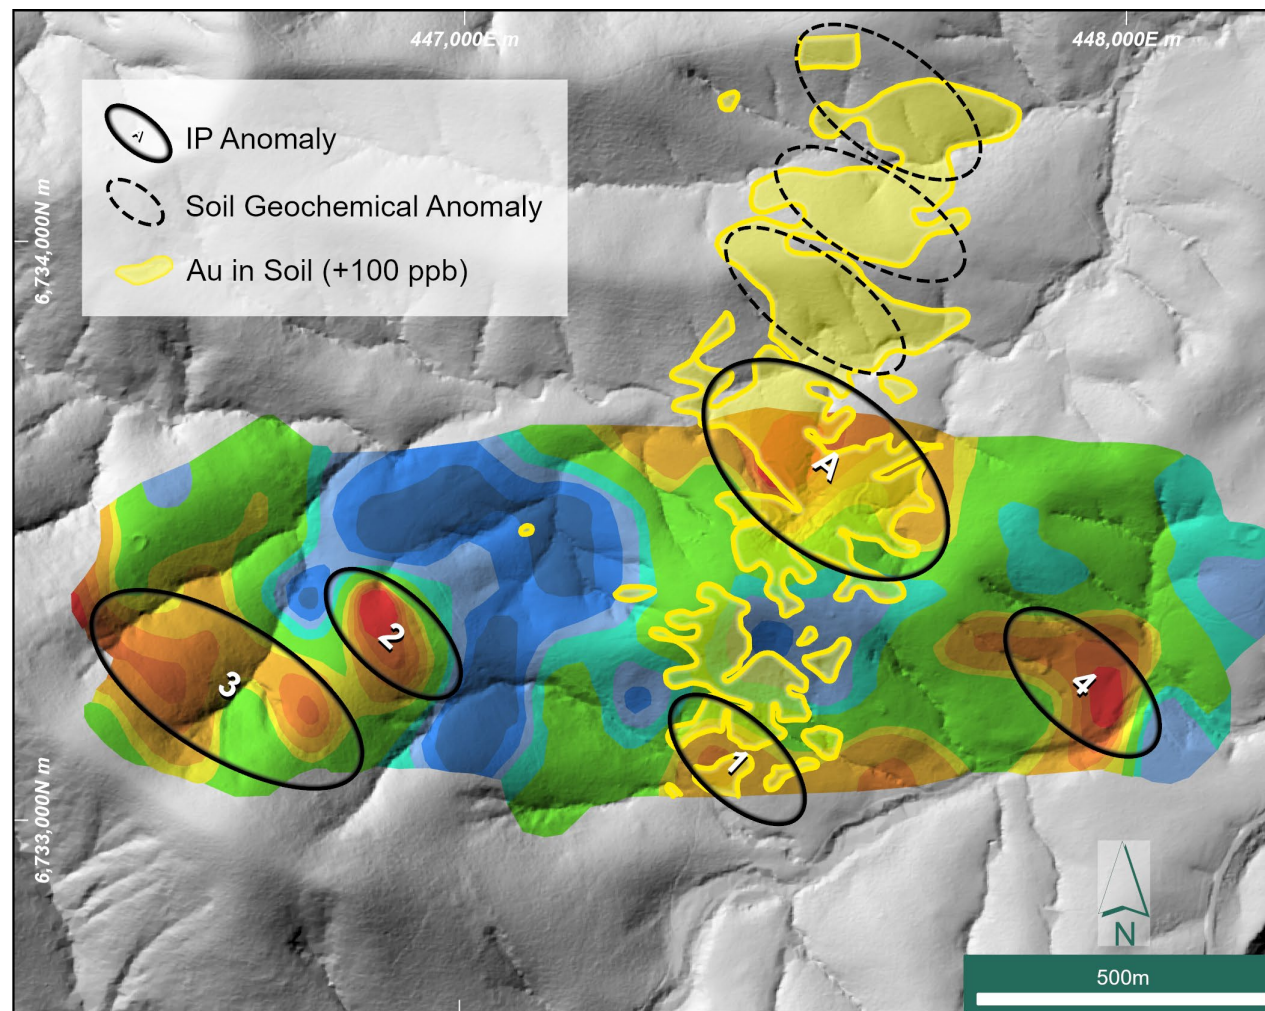 447,000E m
448,000E m
A
IP Anomaly
Soil Geochemical Anomaly
Au in Soil (+100 ppb)
6,734,000N m
A
2
3
4
1
6,733,000N m
N
500m